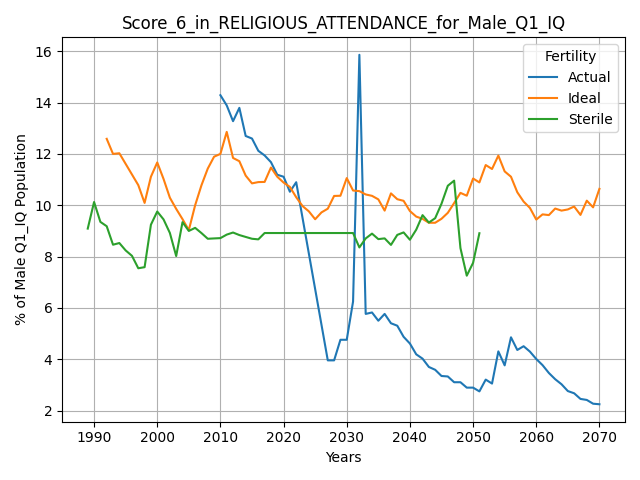 Score_6_in_RELIGIOUS_ATTENDANCE_for_Male_Q1_IQ
Fertility
Actual
Ideal
Sterile
% of Male Q1_IQ Population
16
14
12
10
8
6
4
2
1990 2000 2010 2020 2030 2040 2050 2060 2070
Years